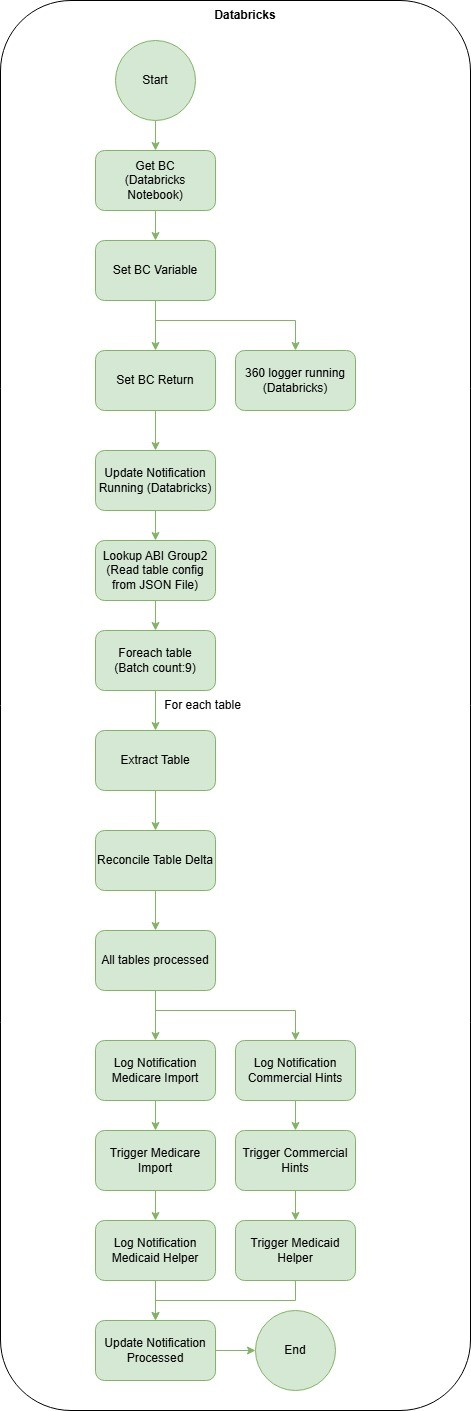 Databricks
Start
Get BC
(Databricks
Notebook)
Set BC Variable
Set BC Return
360 logger running
(Databricks)
Update Notification
Running (Databricks)
Lookup ABI Group2
(Read table config
from JSON File)
Foreach table
(Batch count:9)
For each table
Extract Table
Reconcile Table Delta
All tables processed
Log Notification
Medicare Import
Log Notification
Commercial Hints
Trigger Medicare
Import
Trigger Commercial
Hints
Log Notification
Medicaid Helper
Trigger Medicaid
Helper
Update Notification
Processed
End